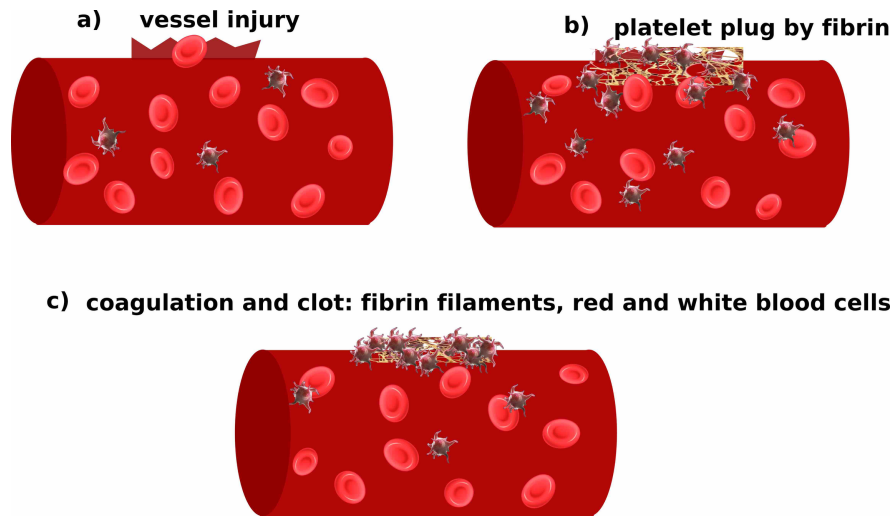 a) vessel injury
b) platelet plug by fibrin
c) coagulation and clot: fibrin filaments, red and white blood cells